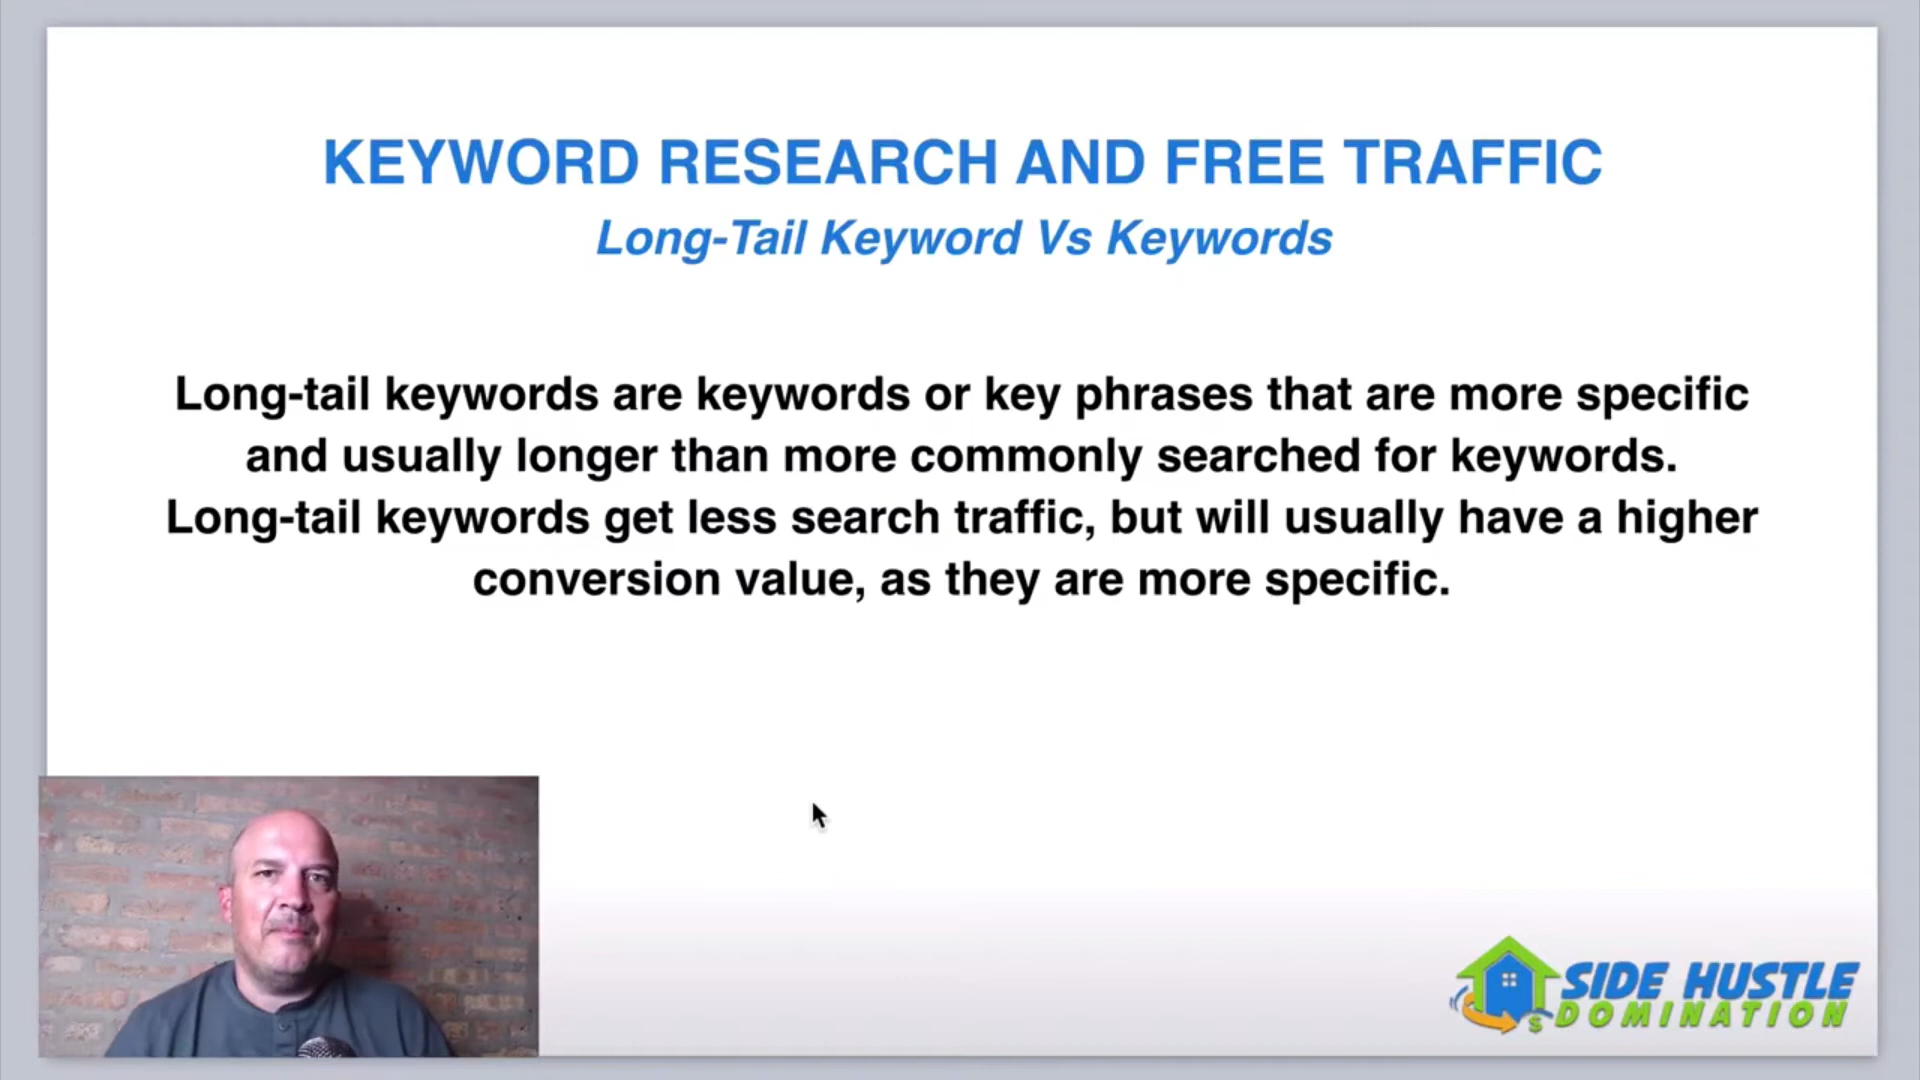 KEYWORD RESEARCH AND FREE TRAFFIC
Long-Tail Keyword Vs Keywords
Long-tail keywords are keywords or key phrases that are more specific
and usually longer than more commonly searched for keywords.
Long-tail keywords get less search traffic, but will usually have a higher
conversion value, as they are more specific.
$
SIDE HUSTLE
DOMINATION